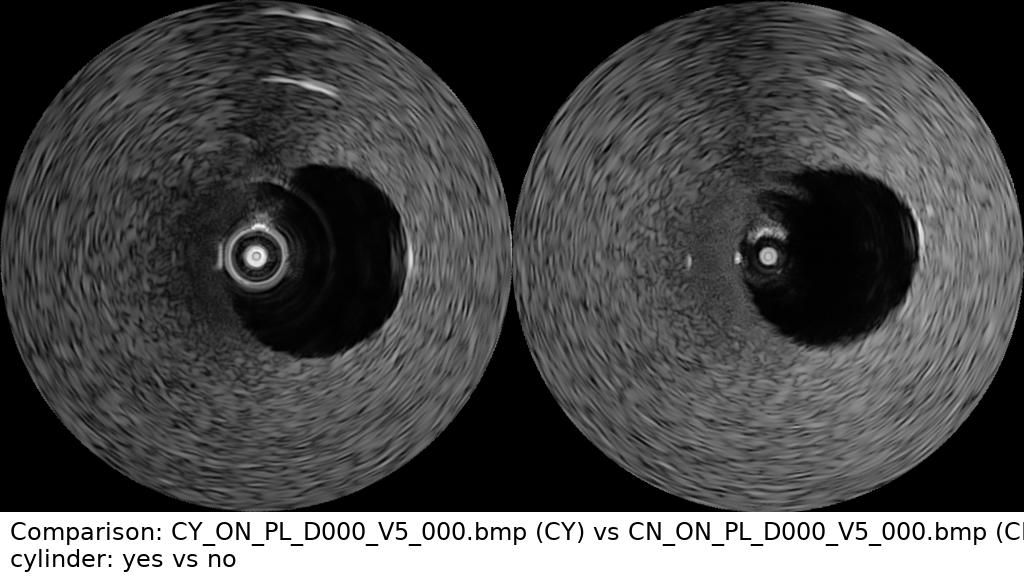 Comparison: CY_ON_PL_D000_V5_000.bmp (CY) vs CN_ON_PL_D000_V5_000.bmp
cylinder: yes vs no